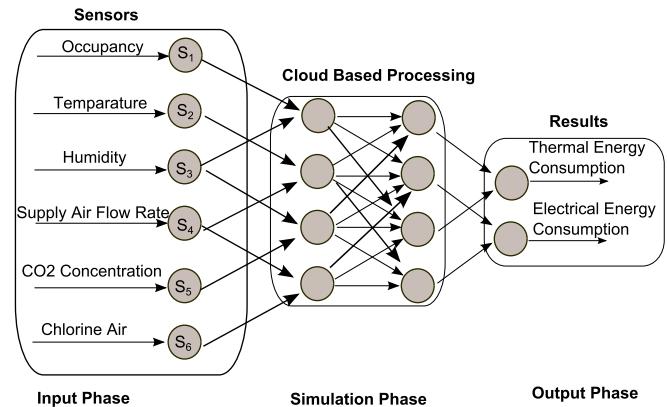 Sensors
Occupancy
S1
Temparature
S2
Humidity
S3
Supply Air Flow Rate
S4
CO2 Concentration
S5
Chlorine Air
S6
Input Phase
Cloud Based Processing
Simulation Phase
Results
Thermal Energy
Consumption
Electrical Energy
Consumption
Output Phase